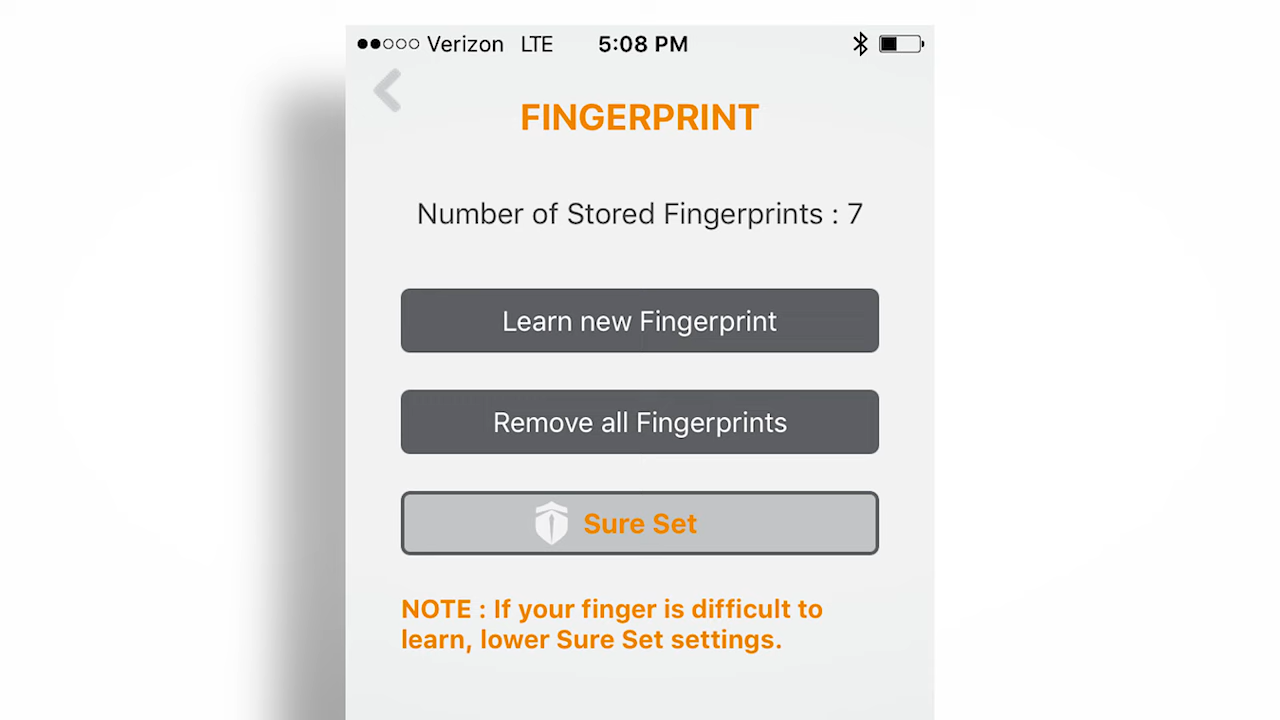 Verizon LTE 5:08 PM
FINGERPRINT
Number of Stored Fingerprints : 7
Learn new Fingerprint
Remove all Fingerprints
Sure Set
NOTE : If your finger is difficult to
learn, lower Sure Set settings.